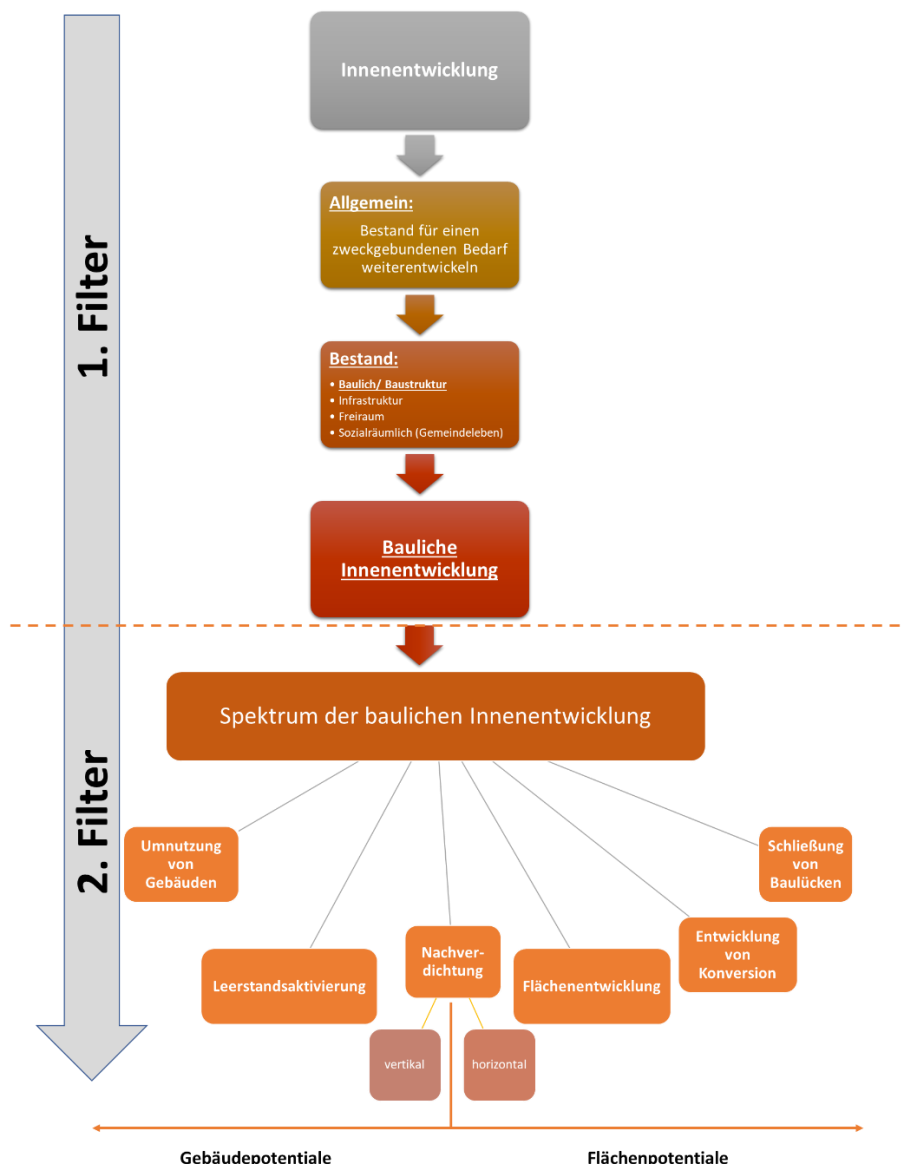 Innenentwicklung
1. Filter
Allgemein:
Bestand für einen
zweckgebundenen Bedarf
weiterentwickeln
Bestand:
• Baulich/ Baustruktur
• Infrastruktur
• Freiraum
• Sozialräumlich (Gemeindeleben)
Bauliche
Innenentwicklung
2. Filter
Spektrum der baulichen Innenentwicklung
Umnutzung
von
Gebäuden
Leerstandsaktivierung
Nachver-
dichtung
vertikal
horizontal
Flächenentwicklung
Entwicklung
von
Konversion
Schließung
von
Baulücken
Gebäudepotentiale
Flächenpotentiale